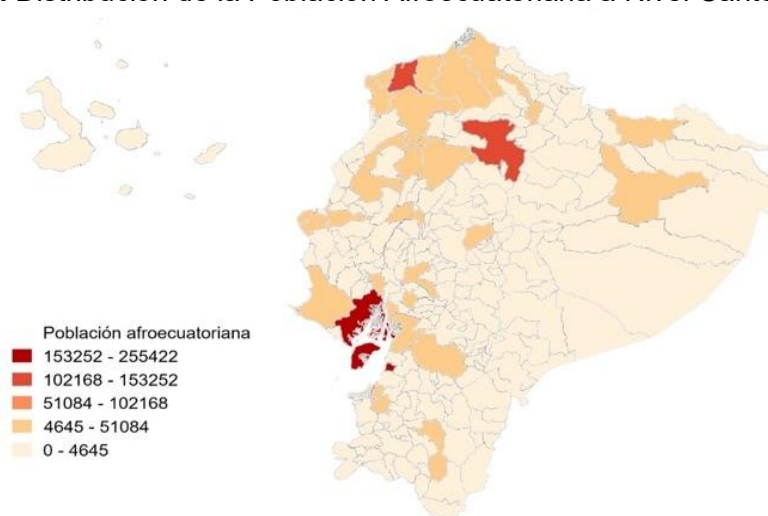 Distribución de la Población Afroecuatoriana a Nivel
Población afroecuatoriana
153252 - 255422
102168 - 153252
51084 - 102168
4645 - 51084
0 - 4645